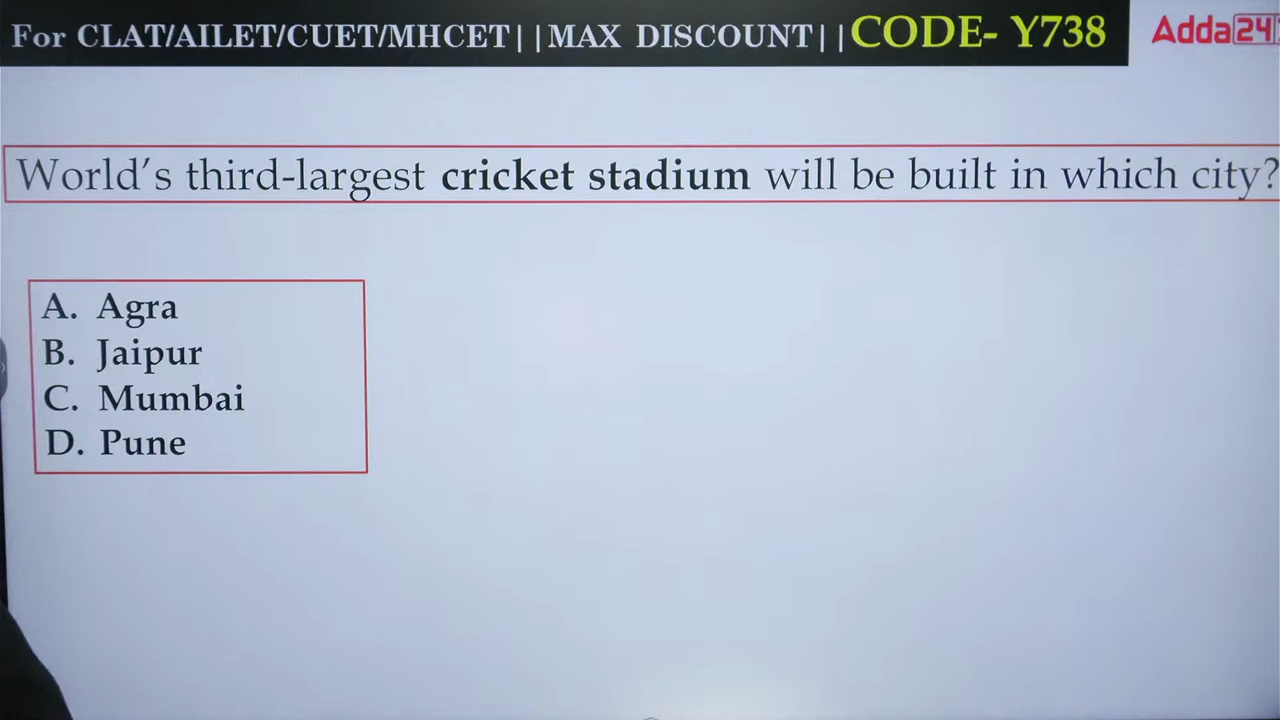 For CLAT/AILET/CUET/MHCET||MAX DISCOUNT||CODE- Y738
Adda24
World's third-largest cricket stadium will be built in which city?
A. Agra
B. Jaipur
C. Mumbai
D. Pune